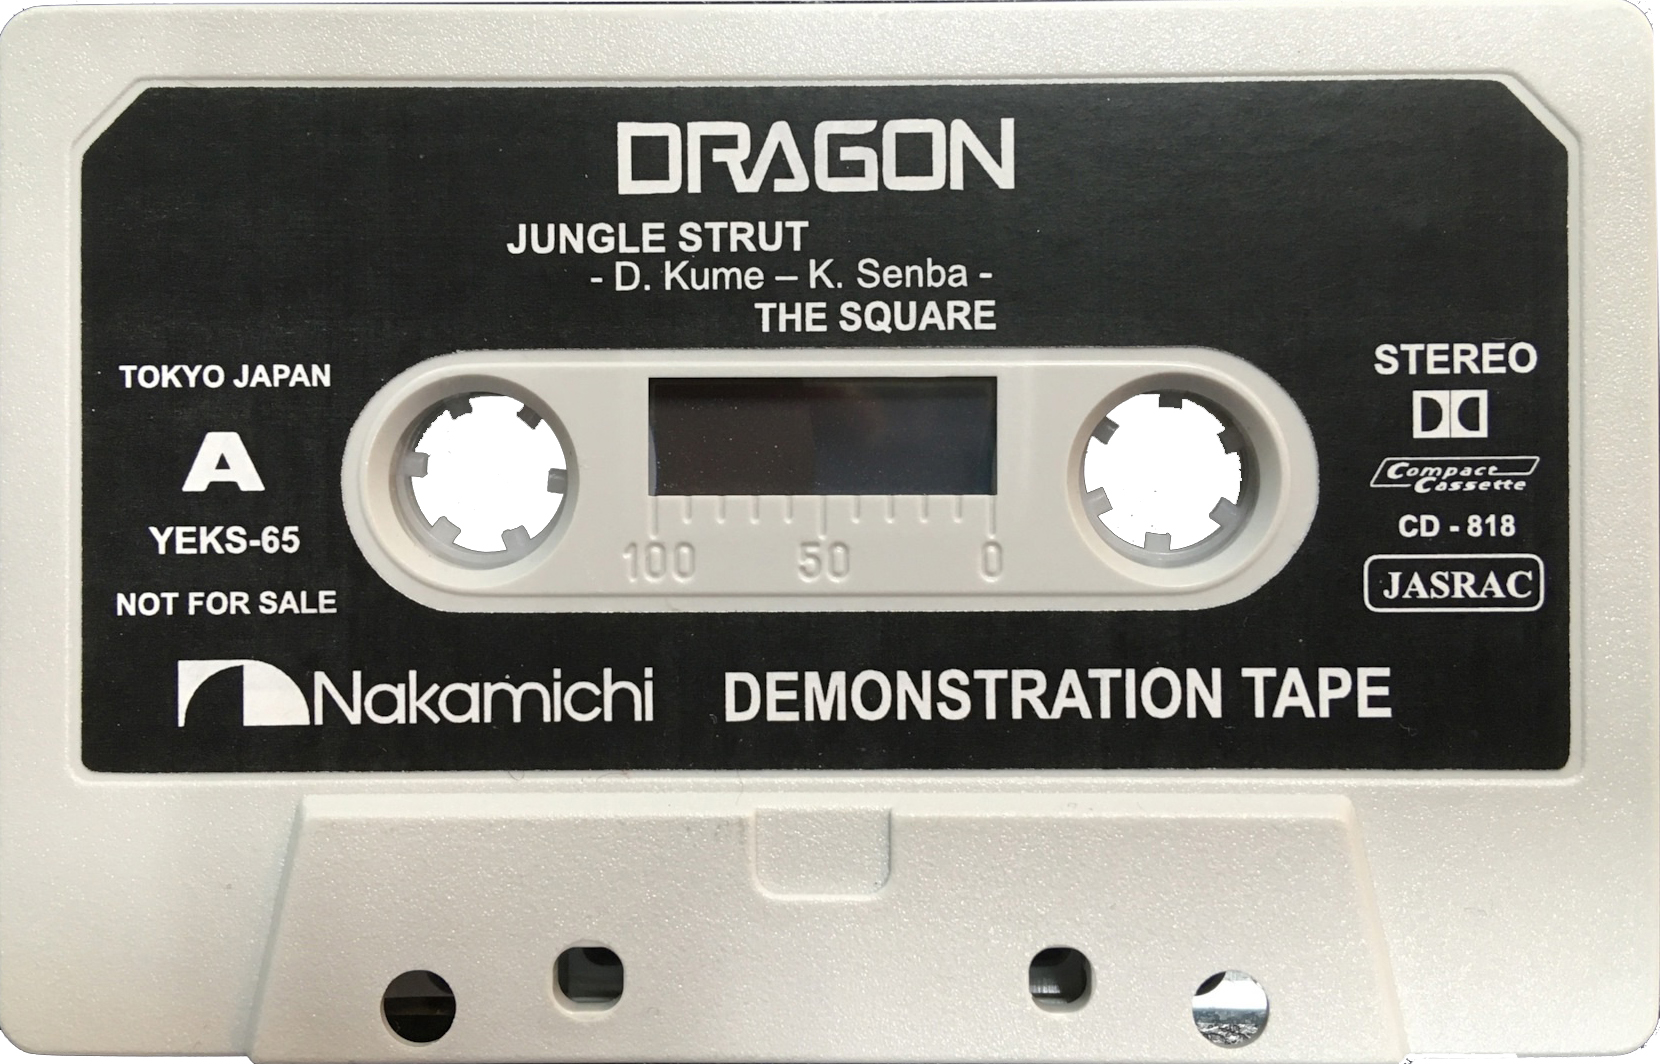 DRAGON
JUNGLE STRUT
- D. Kume – K. Senba -
THE SQUARE
TOKYO JAPAN
A
YEKS-65
NOT FOR SALE
100 50 0
STEREO
Compact
Cassette
CD - 818
JASRAC
Nakamichi DEMONSTRATION TAPE